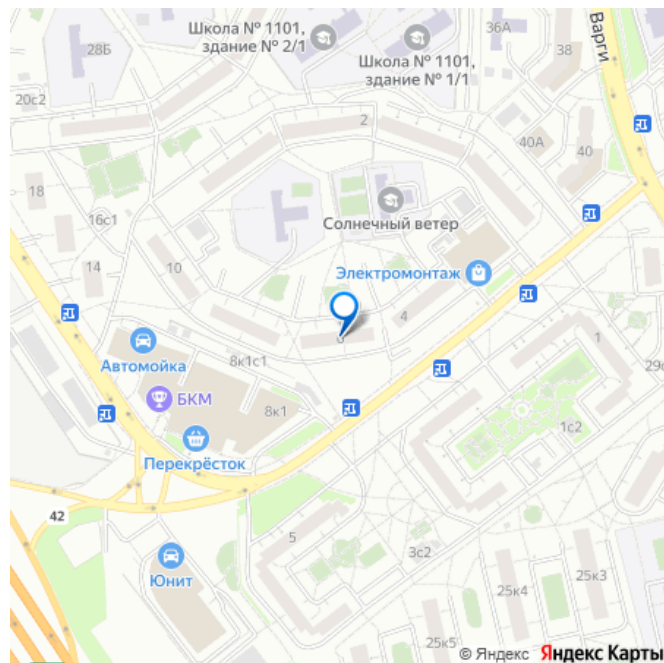 Школа № 1101,
здание № 2/1
Школа № 1101,
здание № 1/1
36А
Варги
38
28Б
20с2
2
40А
40
18
16с1
Солнечный ветер
14
10
Электромонтаж
4
1
29с
Автомойка
8к1с1
БКМ
8к1
1с2
Перекрёсток
42
5
3с2
Юнит
25к4
25к3
25к5
© Яндекс Яндекс Карты